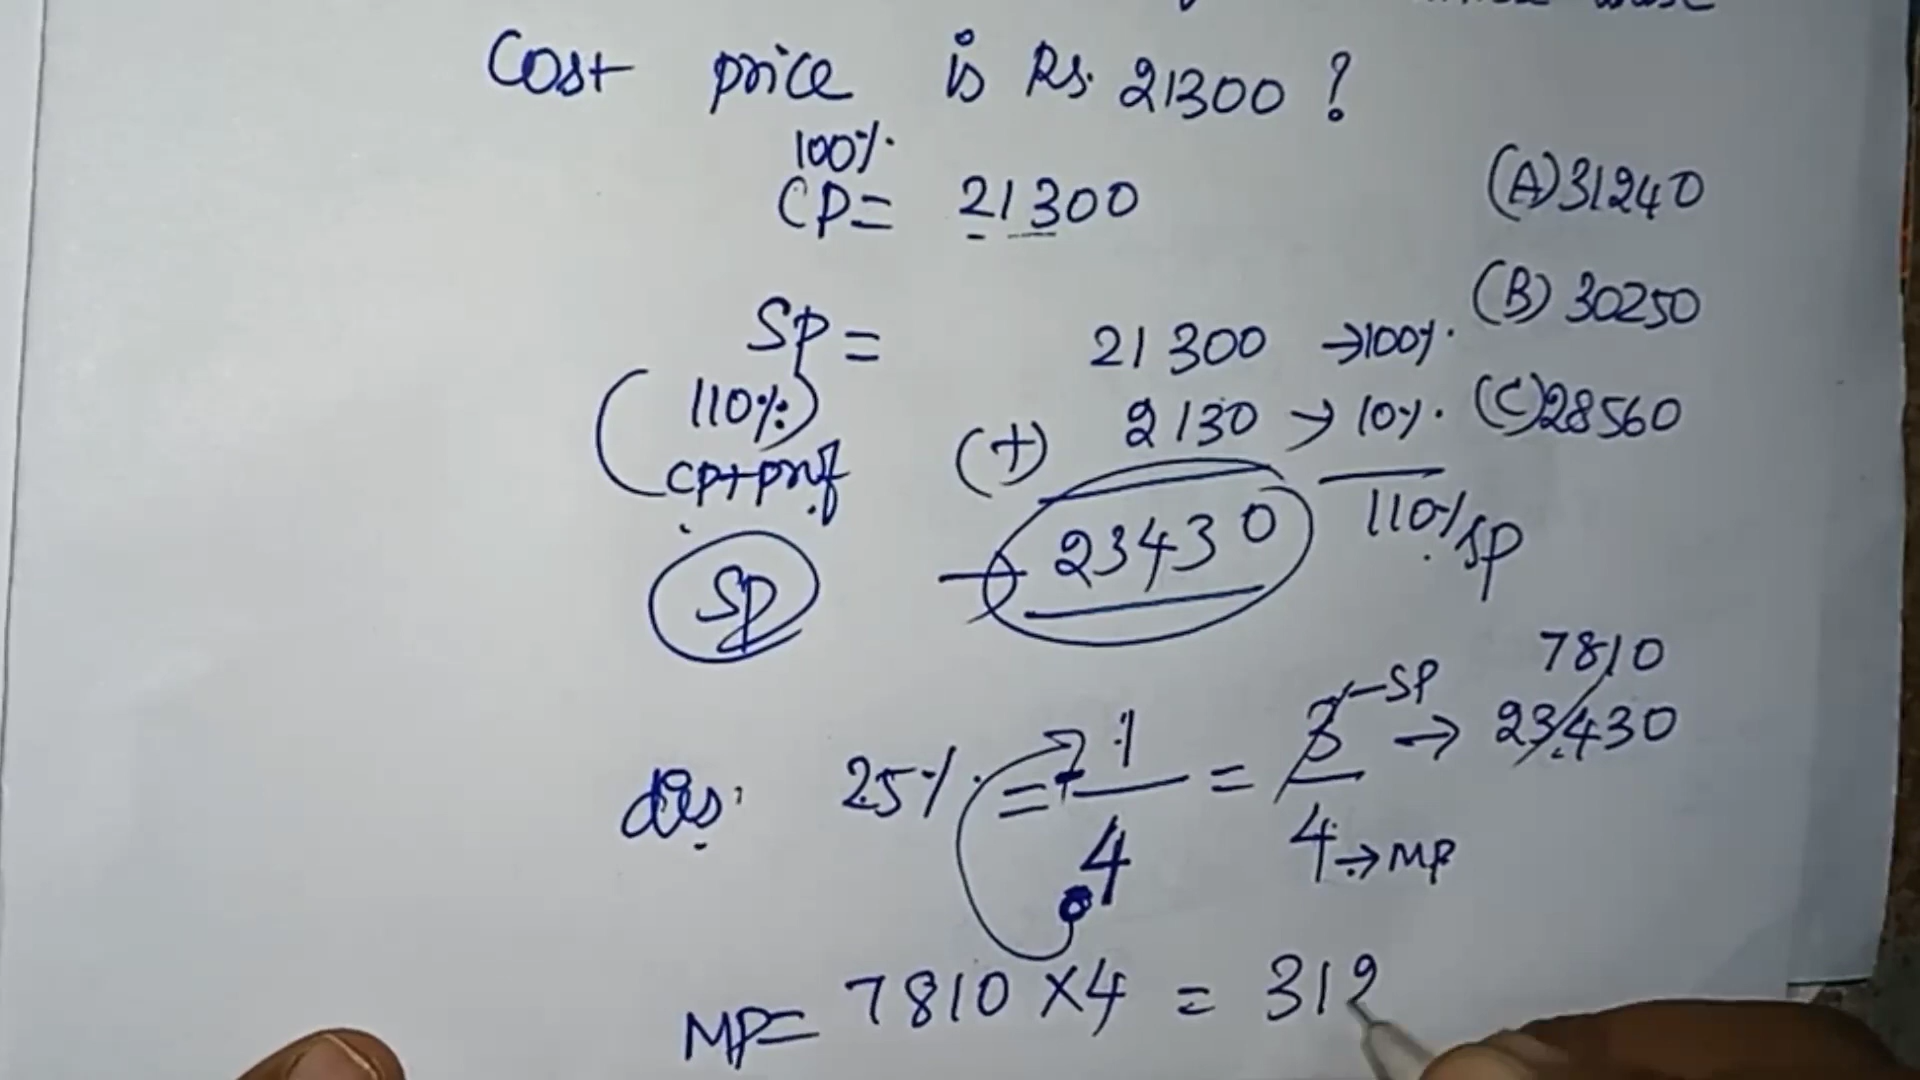 Cost price is Rs. 21300 ?
100%
CP = 21300
(A) 31240
SP =
21300 → 100%.
(B) 30250
(110%)
(+) 2130 → 10%.
(C) 28560
cp+prof
→ 23430
110% SP
SP
7810
dis: 25% = 1/4 = 3/4 → 23430
SP
→ MP
MP = 7810 × 4 = 312